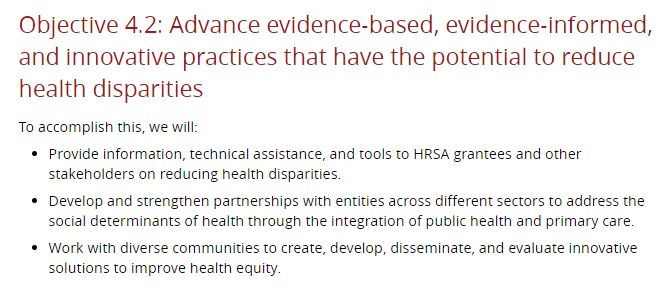 Objective 4.2: Advance evidence-based, evidence-informed,
and innovative practices that have the potential to reduce
health disparities
To accomplish this, we will:
• Provide information, technical assistance, and tools to HRSA grantees and other
stakeholders on reducing health disparities.
• Develop and strengthen partnerships with entities across different sectors to address the
social determinants of health through the integration of public health and primary care.
• Work with diverse communities to create, develop, disseminate, and evaluate innovative
solutions to improve health equity.